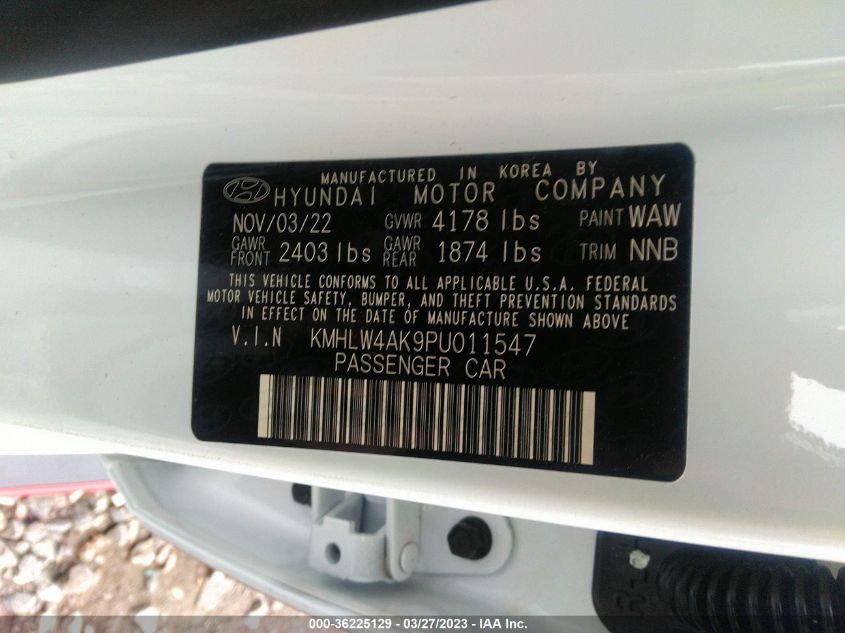 MANUFACTURED IN KOREA BY
HYUNDAI MOTOR COMPANY
NOV/03/22 GVWR 4178 lbs PAINT WAW
GAWR FRONT 2403 lbs GAWR REAR 1874 lbs TRIM NNB
THIS VEHICLE CONFORMS TO ALL APPLICABLE U.S.A. FEDERAL
MOTOR VEHICLE SAFETY, BUMPER, AND THEFT PREVENTION STANDARDS
IN EFFECT ON THE DATE OF MANUFACTURE SHOWN ABOVE
V.I.N KMHLW4AK9PU011547
PASSENGER CAR
000-36225129 - 03/27/2023 - IAA Inc.